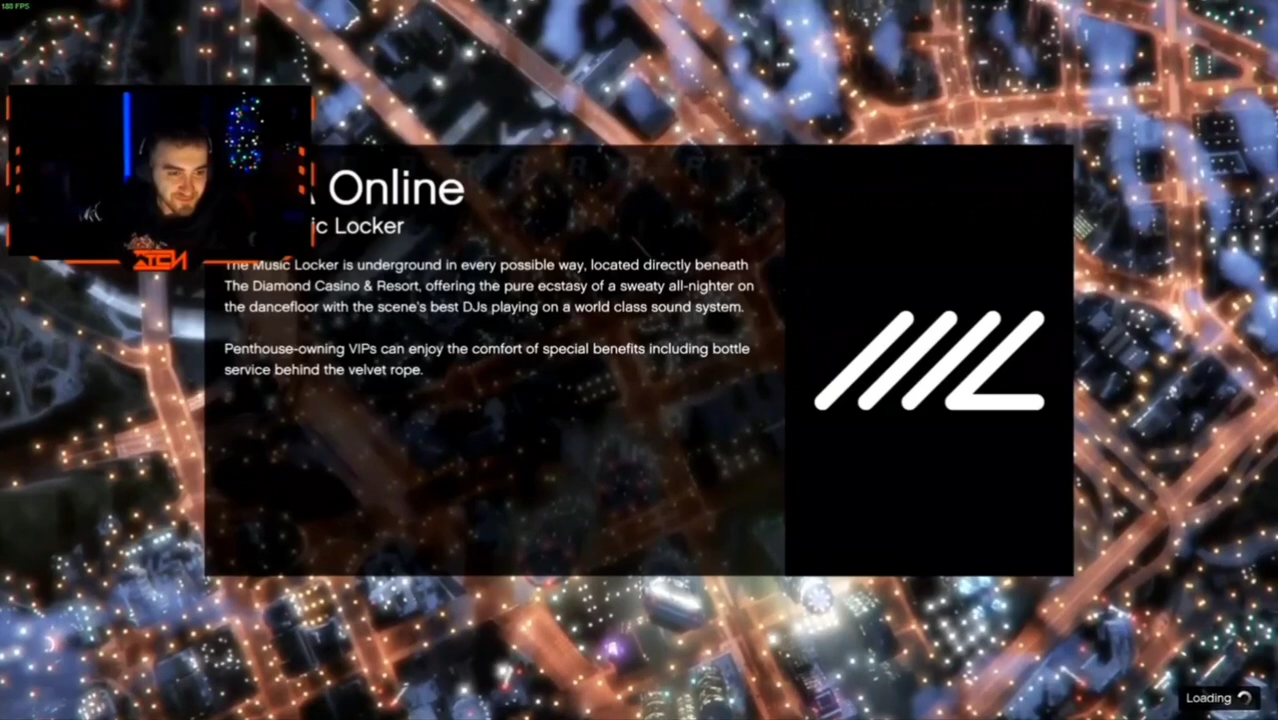 188 FPS
Online
ic Locker
The Music Locker is underground in every possible way, located directly beneath
The Diamond Casino & Resort, offering the pure ecstasy of a sweaty all-nighter on
the dancefloor with the scene's best DJs playing on a world class sound system.
Penthouse-owning VIPs can enjoy the comfort of special benefits including bottle
service behind the velvet rope.
Loading